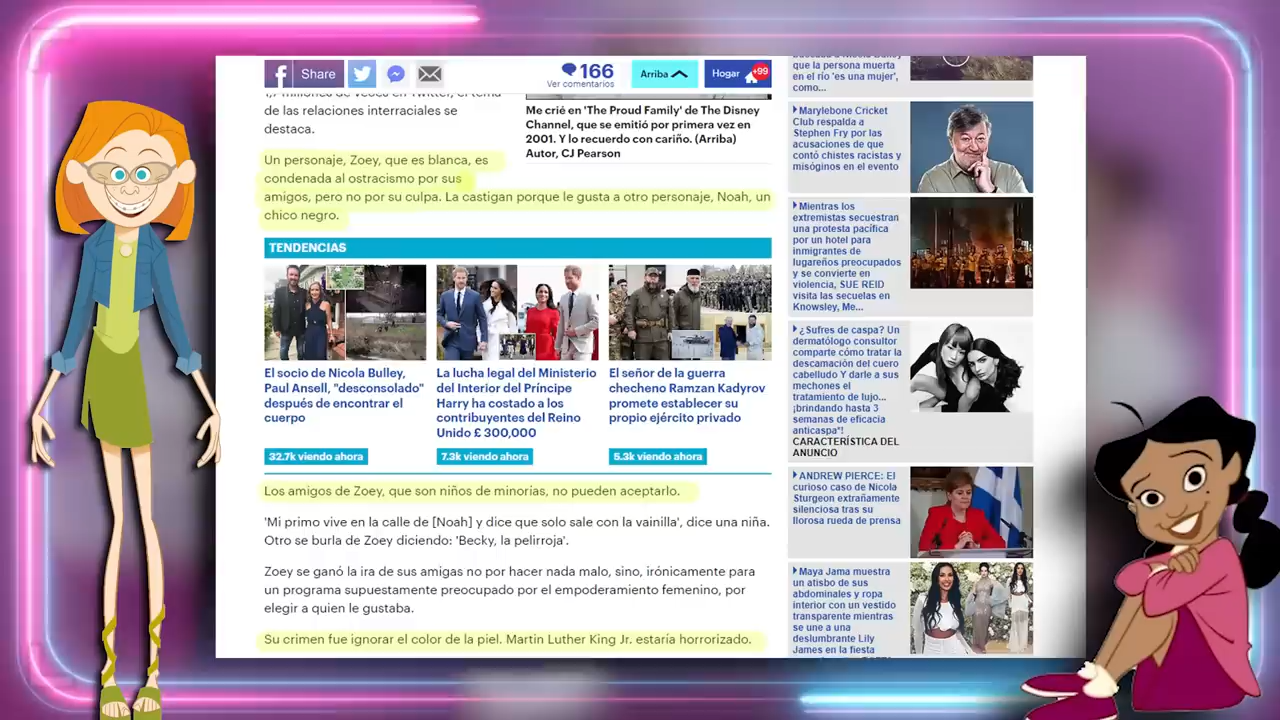 Share
166
Ver comentarios
Arriba
Hogar
+99
de las relaciones interraciales se
destaca.
Me crié en 'The Proud Family' de The Disney
Channel, que se emitió por primera vez en
2001. Y lo recuerdo con cariño. (Arriba)
Autor, CJ Pearson
Un personaje, Zoey, que es blanca, es
condenada al ostracismo por sus
amigos, pero no por su culpa. La castigan porque le gusta a otro personaje, Noah, un
chico negro.
TENDENCIAS
El socio de Nicola Bulley,
Paul Ansell, "desconsolado"
después de encontrar el
cuerpo
32.7k viendo ahora
La lucha legal del Ministerio
del Interior del Príncipe
Harry ha costado a los
contribuyentes del Reino
Unido £ 300,000
7.3k viendo ahora
El señor de la guerra
checheno Ramzan Kadyrov
promete establecer su
propio ejército privado
5.3k viendo ahora
Los amigos de Zoey, que son niños de minorías, no pueden aceptarlo.
'Mi primo vive en la calle de [Noah] y dice que solo sale con la vainilla', dice una niña.
Otro se burla de Zoey diciendo: 'Becky, la pelirroja'.
Zoey se ganó la ira de sus amigas no por hacer nada malo, sino, irónicamente para
un programa supuestamente preocupado por el empoderamiento femenino, por
elegir a quien le gustaba.
Su crimen fue ignorar el color de la piel. Martin Luther King Jr. estaría horrorizado.
que la persona muerta
en el río 'es una mujer',
como...
Marylebone Cricket
Club respalda a
Stephen Fry por las
acusaciones de que
contó chistes racistas y
misóginos en el evento
Mientras los
extremistas secuestran
una protesta pacífica
por un hotel para
inmigrantes de
lugareños preocupados
y se convierte en
violencia, SUE REID
visita las secuelas en
Knowsley, Me...
¿Sufres de caspa? Un
dermatólogo consultor
comparte cómo tratar la
descamación del cuero
cabelludo Y darle a sus
mechones el
tratamiento de lujo...
¡brindando hasta 3
semanas de eficacia
anticaspa*!
CARACTERÍSTICA DEL
ANUNCIO
ANDREW PIERCE: El
curioso caso de Nicola
Sturgeon extrañamente
silenciosa tras su
llorosa rueda de prensa
Maya Jama muestra
un atisbo de sus
abdominales y ropa
interior con un vestido
transparente mientras
se une a una
deslumbrante Lily
James en la fiesta